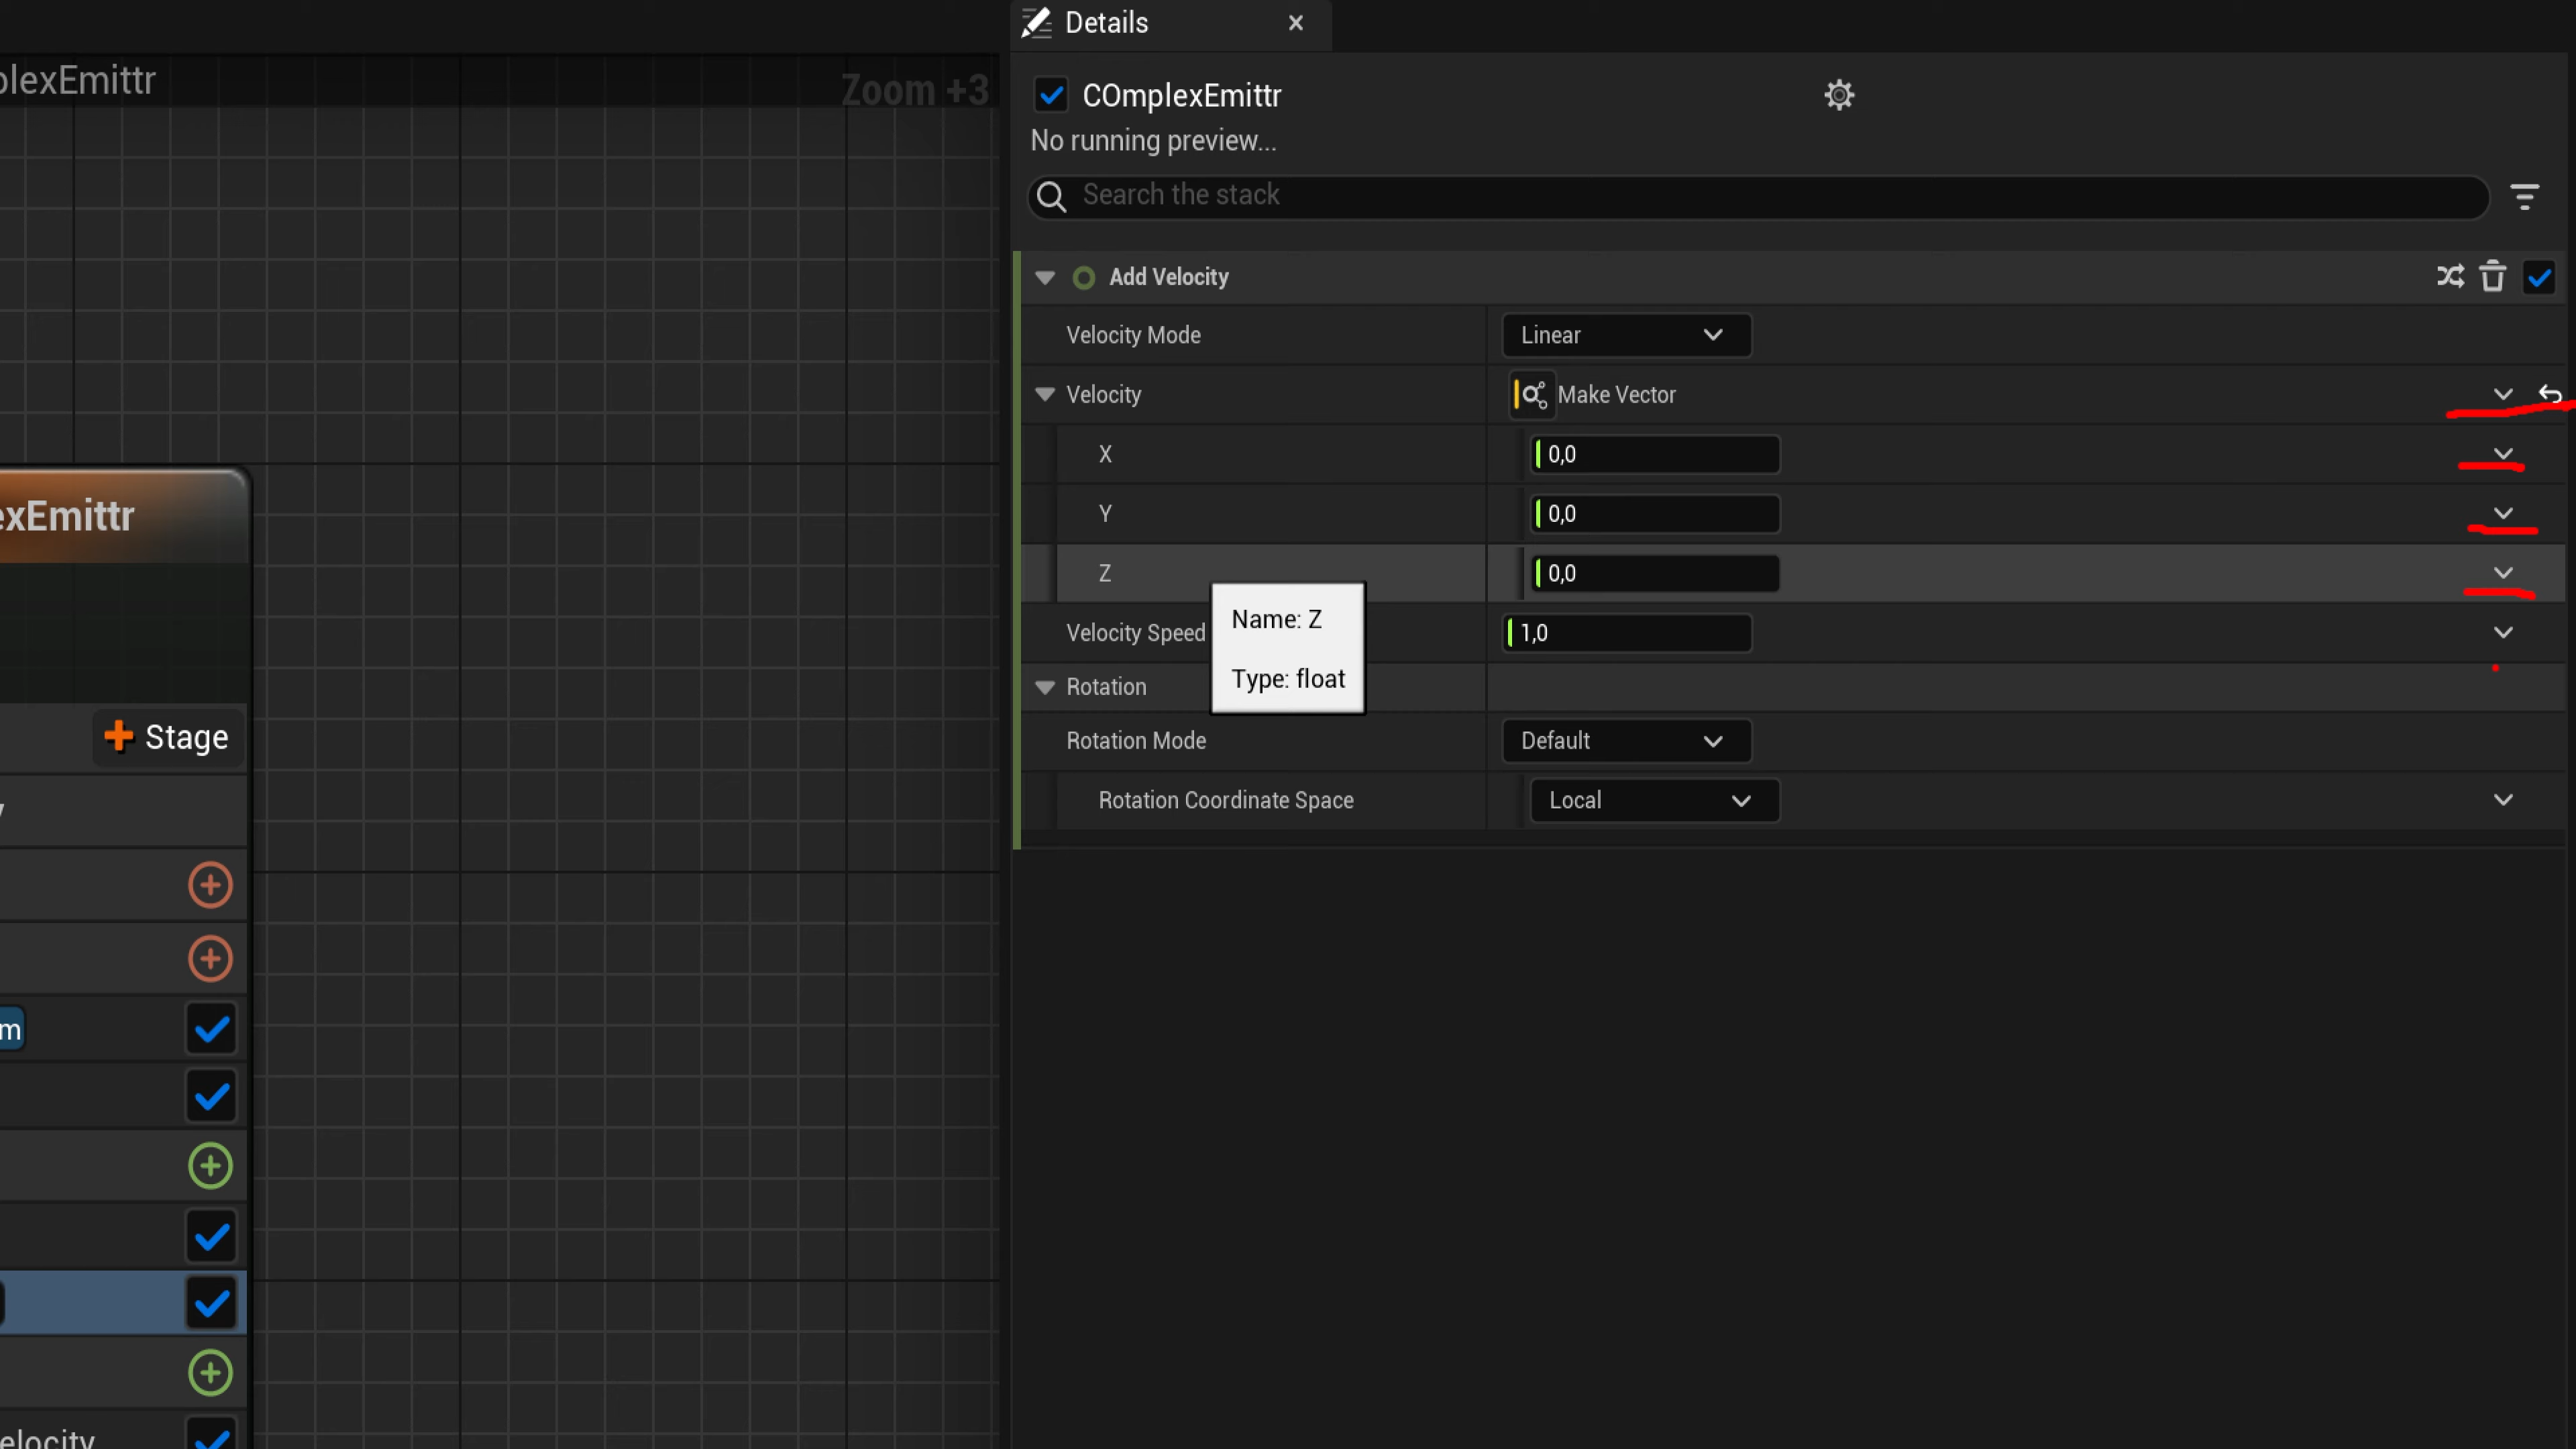 Details
plexEmittr
Zoom +3
COmplexEmittr
No running preview...
Search the stack
Add Velocity
Velocity Mode
Linear
Velocity
Make Vector
X
0,0
Y
0,0
Z
0,0
Name: Z
Type: float
Velocity Speed
1,0
Rotation
Rotation Mode
Default
Rotation Coordinate Space
Local
exEmittr
Stage
m
elocity